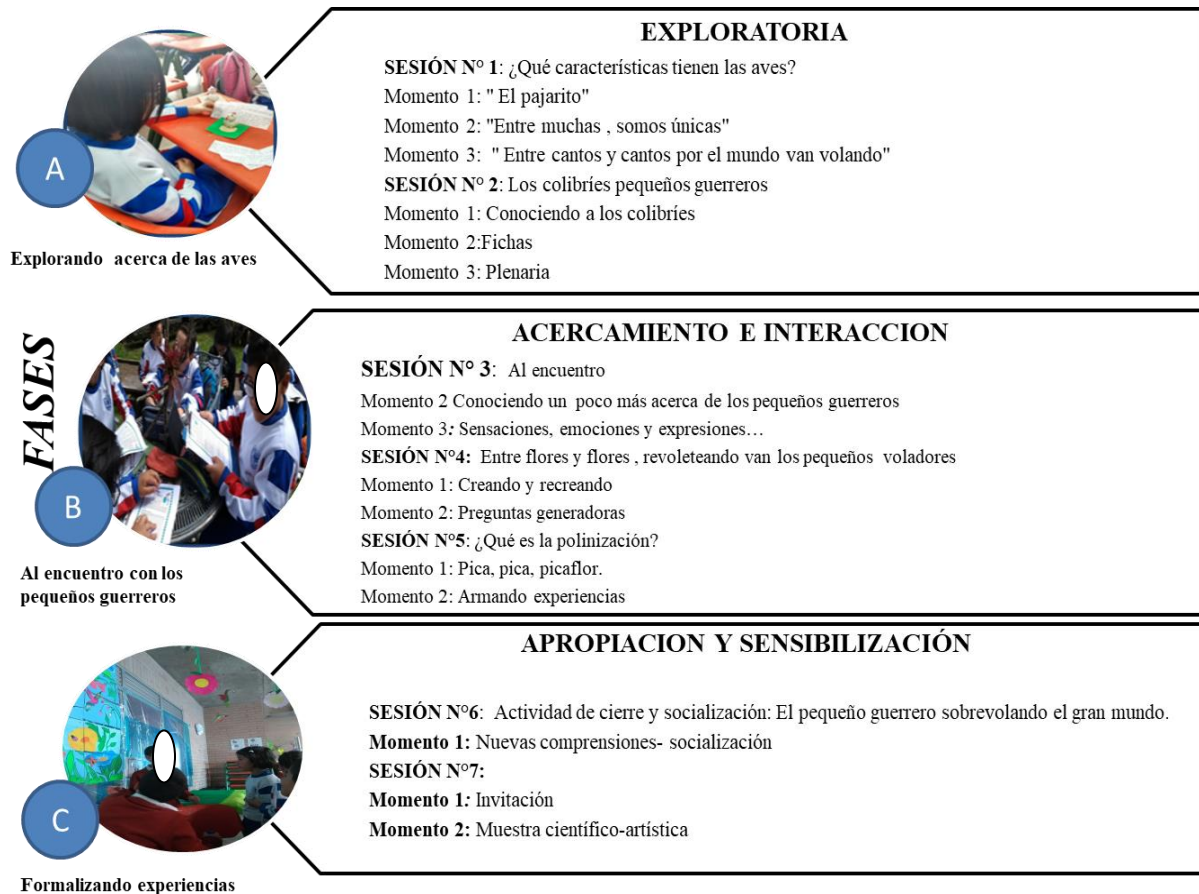 FASES
A
Explorando acerca de las aves
EXPLORATORIA
SESIÓN N° 1: ¿Qué características tienen las aves?
Momento 1: " El pajarito"
Momento 2: "Entre muchas , somos únicas"
Momento 3: " Entre cantos y cantos por el mundo van volando"
SESIÓN N° 2: Los colibríes pequeños guerreros
Momento 1: Conociendo a los colibríes
Momento 2:Fichas
Momento 3: Plenaria
B
Al encuentro con los
pequeños guerreros
ACERCAMIENTO E INTERACCION
SESIÓN N° 3: Al encuentro
Momento 2 Conociendo un poco más acerca de los pequeños guerreros
Momento 3: Sensaciones, emociones y expresiones…
SESIÓN N°4: Entre flores y flores , revoleteando van los pequeños voladores
Momento 1: Creando y recreando
Momento 2: Preguntas generadoras
SESIÓN N°5: ¿Qué es la polinización?
Momento 1: Pica, pica, picaflor.
Momento 2: Armando experiencias
C
Formalizando experiencias
APROPIACION Y SENSIBILIZACIÓN
SESIÓN N°6: Actividad de cierre y socialización: El pequeño guerrero sobrevolando el gran mundo.
Momento 1: Nuevas comprensiones- socialización
SESIÓN N°7:
Momento 1: Invitación
Momento 2: Muestra científico-artística